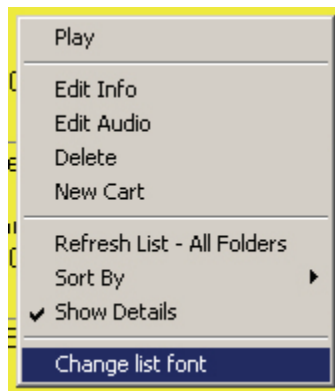 Play
Edit Info
Edit Audio
Delete
New Cart
Refresh List - All Folders
Sort By
Show Details
Change list font